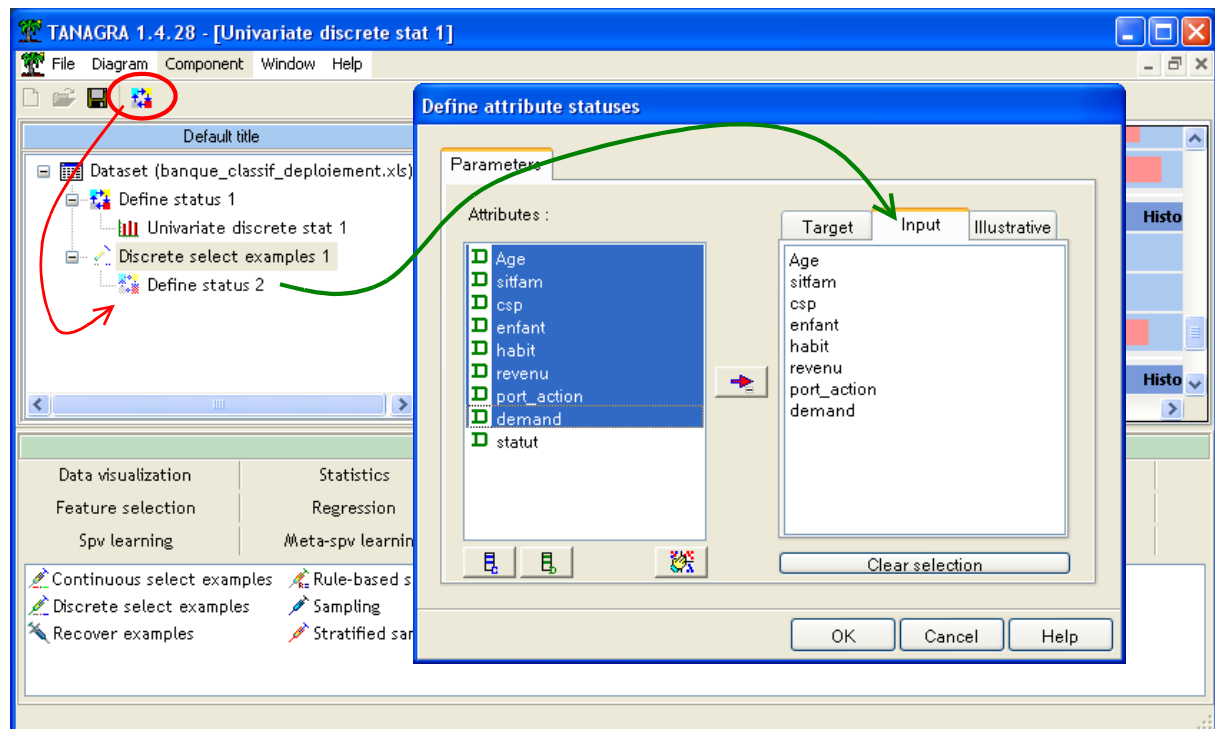 TANAGRA 1.4.28 - [Univariate discrete stat 1]
File Diagram Component Window Help
Default title
Dataset (banque_classif_deploiement.xls)
Define status 1
Univariate discrete stat 1
Discrete select examples 1
Define status 2
Define attribute statuses
Parameters
Attributes :
Age
sitfam
csp
enfant
habit
revenu
port_action
demand
statut
Target Input Illustrative
Age
sitfam
csp
enfant
habit
revenu
port_action
demand
Clear selection
OK Cancel Help
Histo
Histo
Data visualization Statistics
Feature selection Regression
Spv learning Meta-spv learnin
Continuous select examples Rule-based s
Discrete select examples Sampling
Recover examples Stratified sar